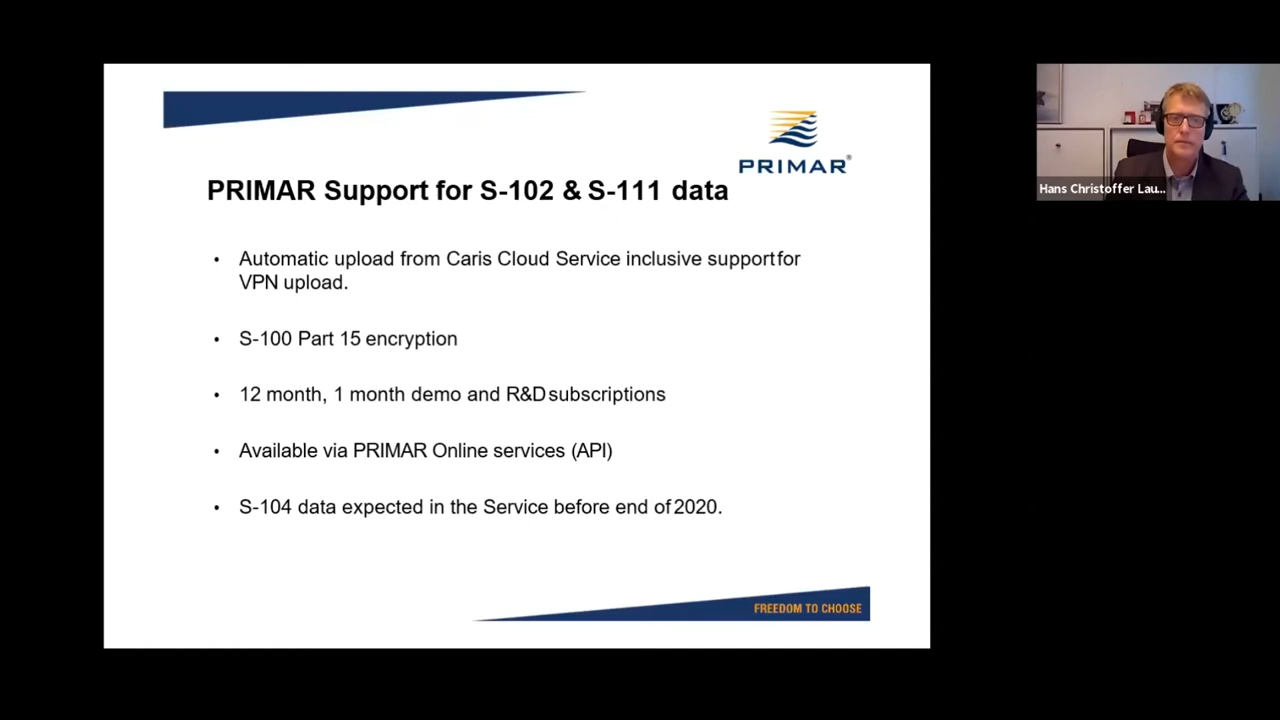 PRIMAR®
PRIMAR Support for S-102 & S-111 data
• Automatic upload from Caris Cloud Service inclusive support for
VPN upload.
• S-100 Part 15 encryption
• 12 month, 1 month demo and R&D subscriptions
• Available via PRIMAR Online services (API)
• S-104 data expected in the Service before end of 2020.
FREEDOM TO CHOOSE
Hans Christoffer Lau...